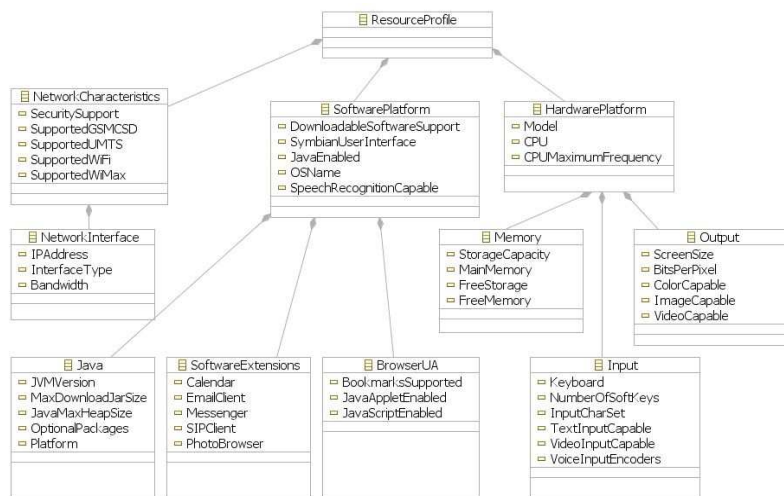 ResourceProfile
NetworkCharacteristics
SecuritySupport
SupportedGSMCSD
SupportedUMTS
SupportedWiFi
SupportedWiMax
SoftwarePlatform
DownloadableSoftwareSupport
SymbianUserInterface
JavaEnabled
OSName
SpeechRecognitionCapable
HardwarePlatform
Model
CPU
CPUMaximumFrequency
NetworkInterface
IPAddress
InterfaceType
Bandwidth
Memory
StorageCapacity
MainMemory
FreeStorage
FreeMemory
Output
ScreenSize
BitsPerPixel
ColorCapable
ImageCapable
VideoCapable
Java
JVMVersion
MaxDownloadJarSize
JavaMaxHeapSize
OptionalPackages
Platform
SoftwareExtensions
Calendar
EmailClient
Messenger
SIPClient
PhotoBrowser
BrowserUA
BookmarksSupported
JavaAppletEnabled
JavaScriptEnabled
Input
Keyboard
NumberOfSoftKeys
InputCharSet
TextInputCapable
VideoInputCapable
VoiceInputEncoders